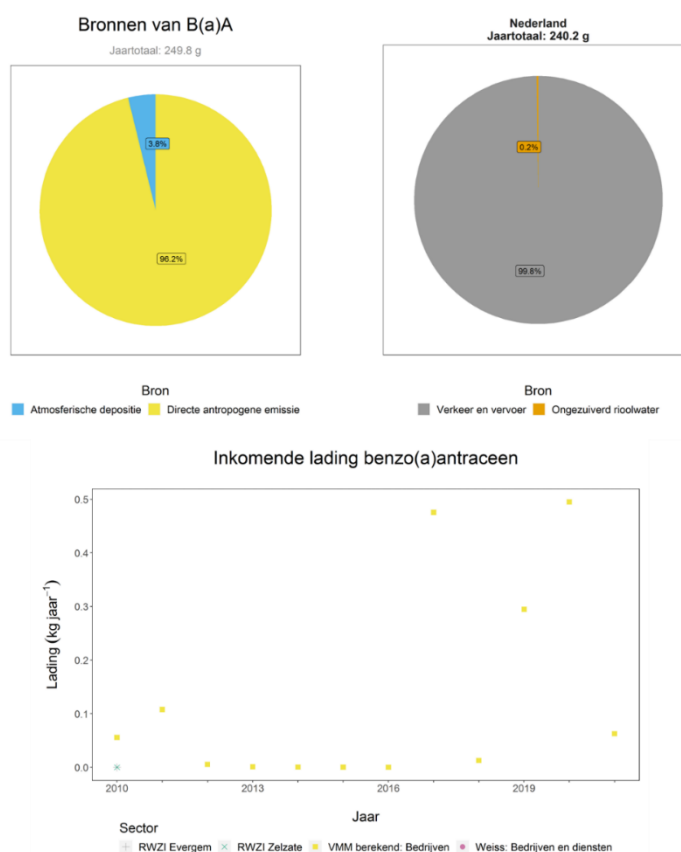 Bronnen van B(a)A
Jaartotaal: 249.8 g
3.8%
96.2%
Bron
Atmosferische depositie Directe antropogene emissie
Nederland
Jaartotaal: 240.2 g
0.2%
99.8%
Bron
Verkeer en vervoer Ongezuiverd rioolwater
Inkomende lading benzo(a)antraceen
Lading (kg jaar⁻¹)
0.5
0.4
0.3
0.2
0.1
0.0
2010 2013 2016 2019
Jaar
Sector
RWZI Evergem RWZI Zelzate VMM berekend: Bedrijven Weiss: Bedrijven en diensten